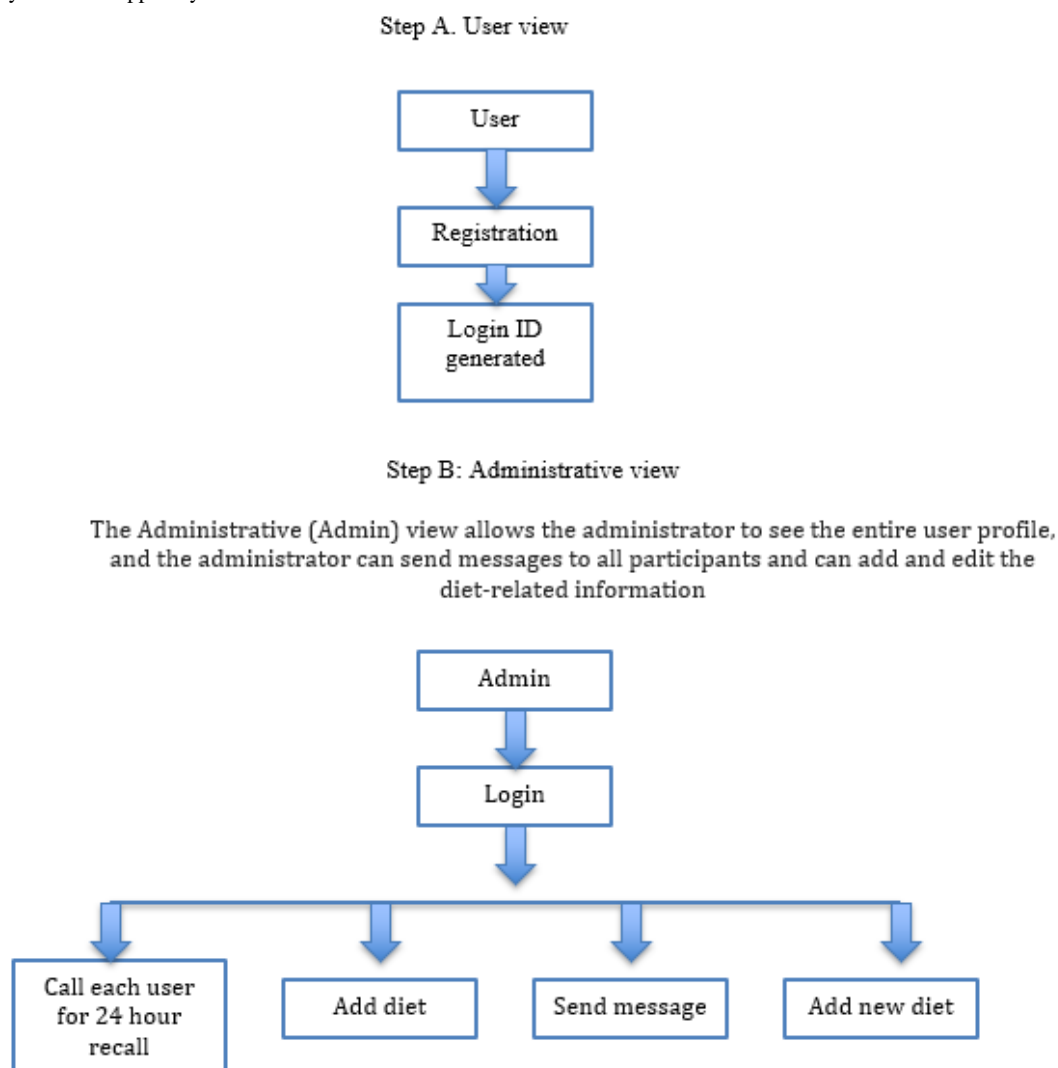 Step A. User view
User
Registration
Login ID
generated
Step B: Administrative view
The Administrative (Admin) view allows the administrator to see the entire user profile,
and the administrator can send messages to all participants and can add and edit the
diet-related information
Admin
Login
Call each user
for 24 hour
recall
Add diet
Send message
Add new diet